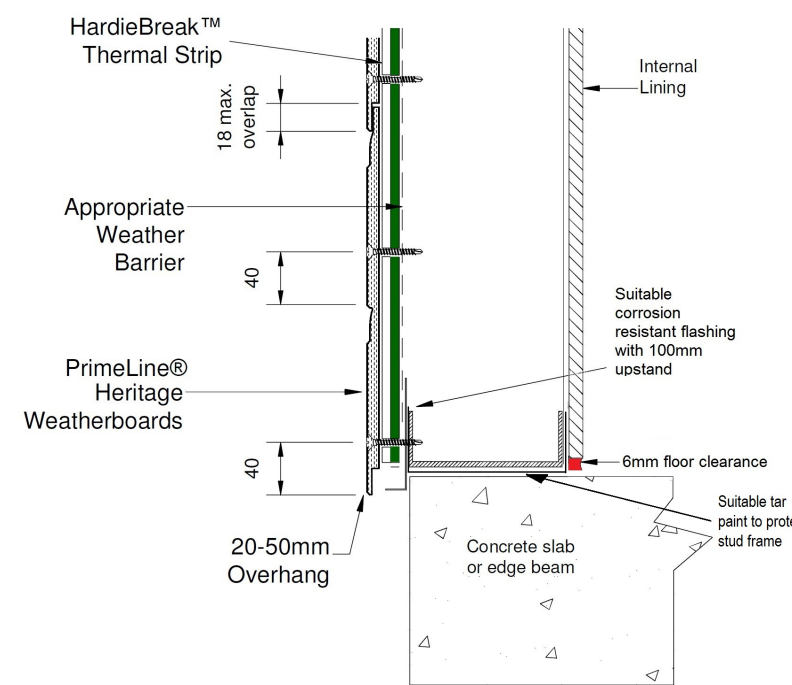 HardieBreak™
Thermal Strip
18 max.
overlap
Internal
Lining
Appropriate
Weather
Barrier
40
Suitable
corrosion
resistant flashing
with 100mm
upstand
PrimeLine®
Heritage
Weatherboards
40
6mm floor clearance
Suitable tar
paint to prote
stud frame
20-50mm
Overhang
Concrete slab
or edge beam